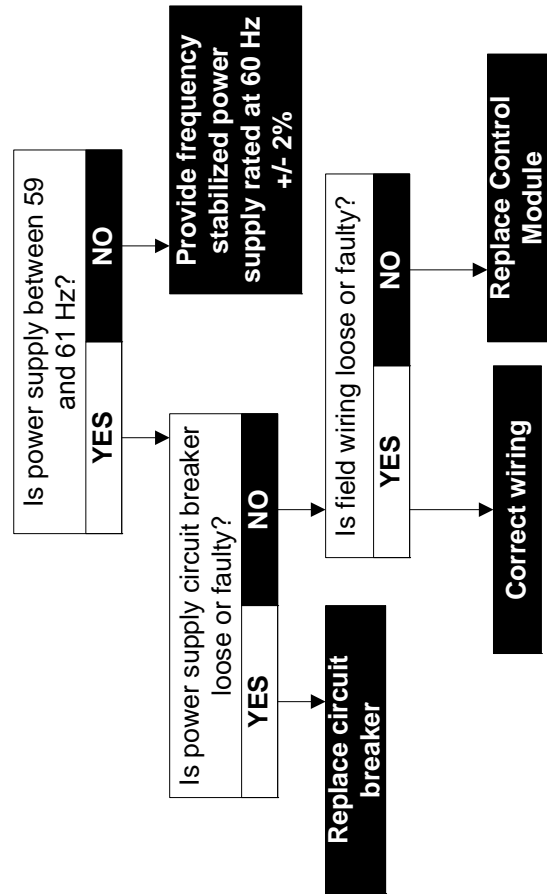 Is power supply between 59
and 61 Hz?
YES
NO
Provide frequency
stabilized power
supply rated at 60 Hz
+/- 2%
Is power supply circuit breaker
loose or faulty?
YES
NO
Replace circuit
breaker
Is field wiring loose or faulty?
YES
NO
Correct wiring
Replace Control
Module